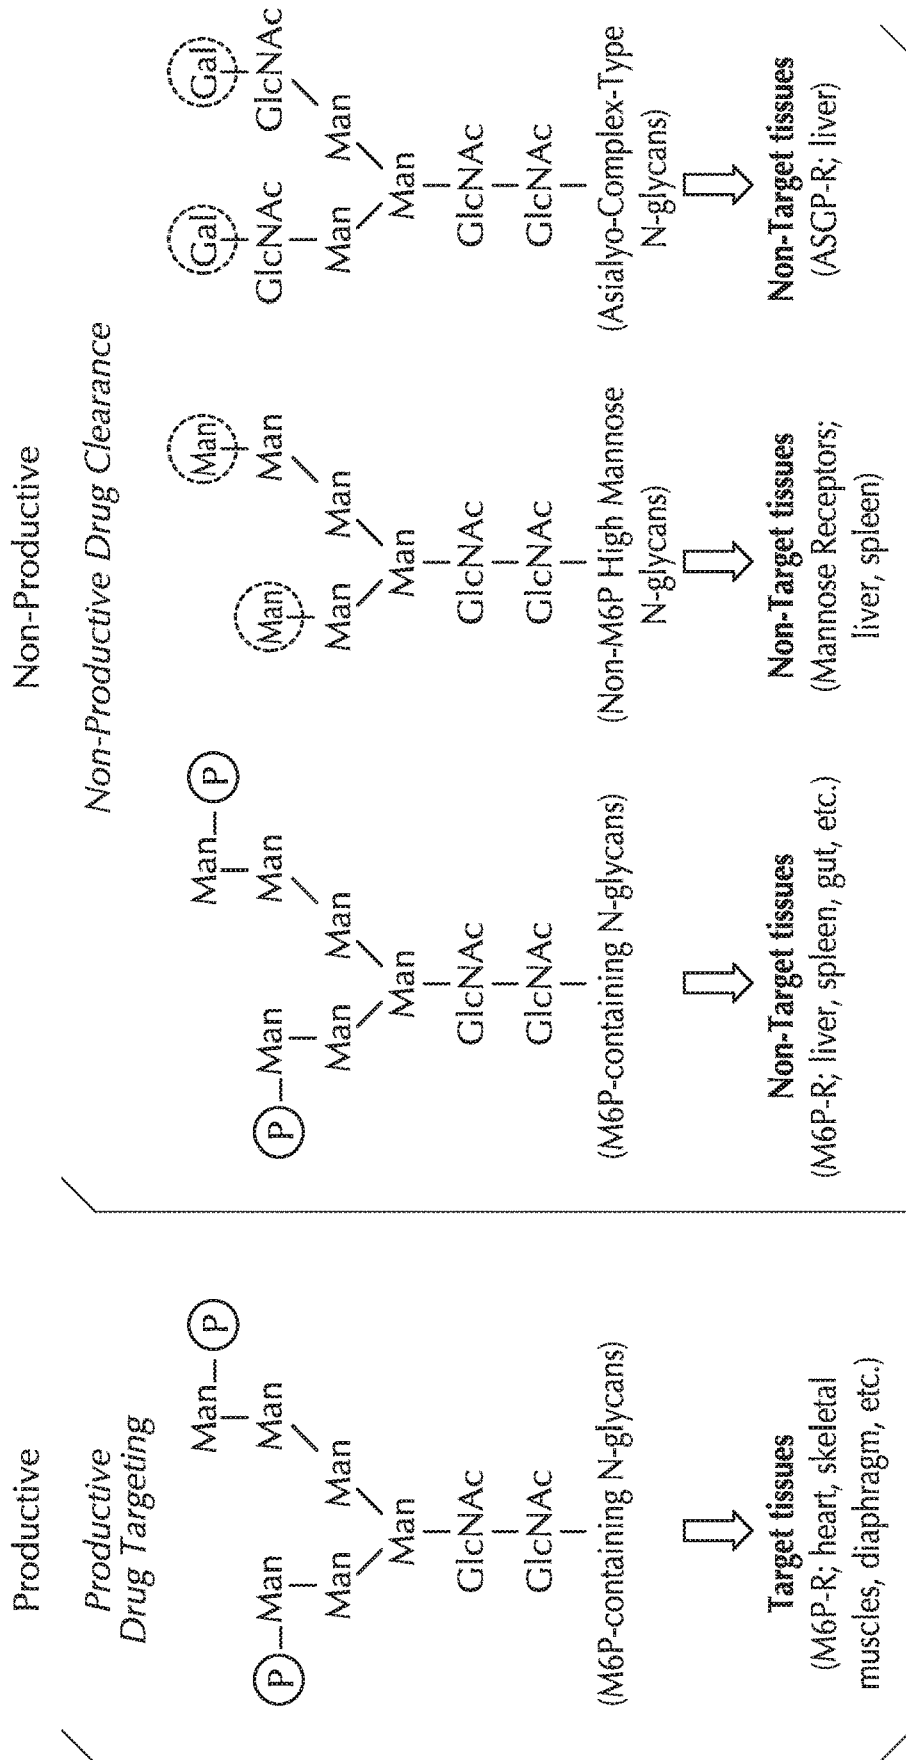 Productive
Productive
Drug Targeting
Man P
P Man Man
Man Man
Man
GlcNAc
GlcNAc
(M6P-containing N-glycans)
Target tissues
(M6P-R; heart, skeletal
muscles, diaphragm, etc.)
Non-Productive
Non-Productive Drug Clearance
Man P
P Man Man
Man Man
Man
GlcNAc
GlcNAc
(M6P-containing N-glycans)
Non-Target tissues
(M6P-R; liver, spleen, gut, etc.)
Man
Man Man
Man Man
Man
GlcNAc
GlcNAc
(Non-M6P High Mannose
N-glycans)
Non-Target tissues
(Mannose Receptors;
liver, spleen)
Gal Gal
GlcNAc GlcNAc
Man Man
Man
GlcNAc
GlcNAc
(Asialyo-Complex-Type
N-glycans)
Non-Target tissues
(ASGP-R; liver)